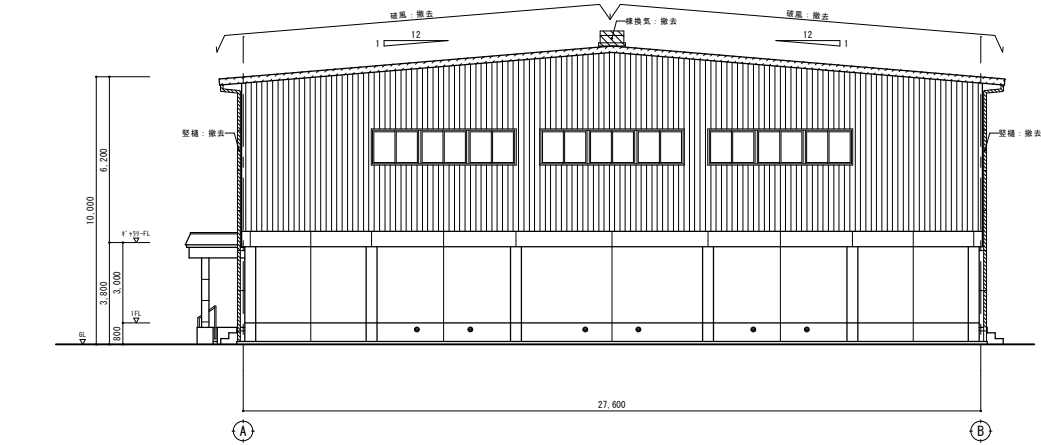 破風：撤去
破風：撤去
棟換気：撤去
12
1
12
1
竪樋：撤去
竪樋：撤去
6,200
10,000
ｷﾞｬﾗﾘｰFL
3,000
3,800
1FL
800
GL
27,600
A
B